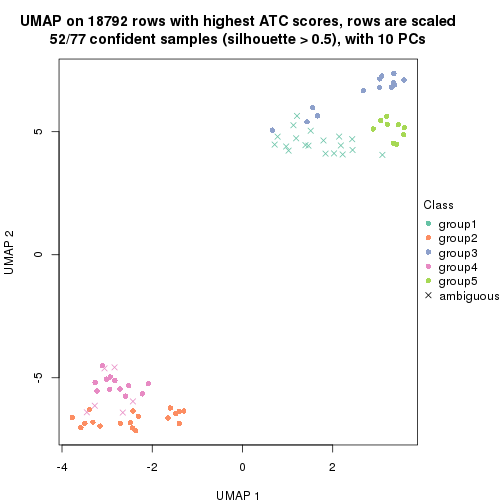 UMAP on 18792 rows with highest ATC scores, rows are scaled
52/77 confident samples (silhouette > 0.5), with 10 PCs
5
0
-5
UMAP 2
-4
-2
0
2
UMAP 1
Class
group1
group2
group3
group4
group5
ambiguous